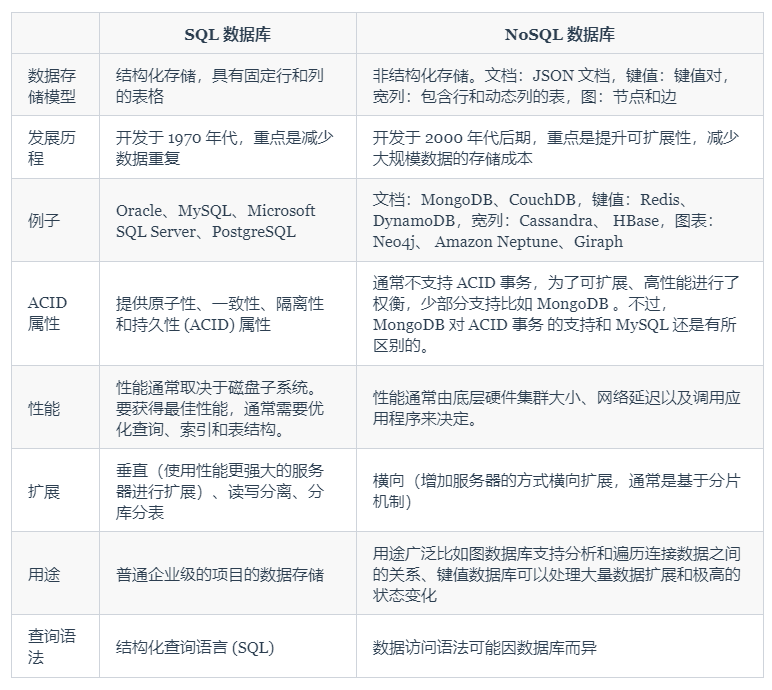 SQL 数据库
NoSQL 数据库
数据存
储模型
结构化存储，具有固定行和列
的表格
非结构化存储。文档：JSON 文档，键值：键值对，
宽列：包含行和动态列的表，图：节点和边
发展历
程
开发于 1970 年代，重点是减少
数据重复
开发于 2000 年代后期，重点是提升可扩展性，减少
大规模数据的存储成本
例子
Oracle、MySQL、Microsoft
SQL Server、PostgreSQL
文档：MongoDB、CouchDB，键值：Redis、
DynamoDB，宽列：Cassandra、 HBase，图表：
Neo4j、 Amazon Neptune、Giraph
ACID
属性
提供原子性、一致性、隔离性
和持久性 (ACID) 属性
通常不支持 ACID 事务，为了可扩展、高性能进行了
权衡，少部分支持比如 MongoDB 。不过，
MongoDB 对 ACID 事务 的支持和 MySQL 还是有所
区别的。
性能
性能通常取决于磁盘子系统。
要获得最佳性能，通常需要优
化查询、索引和表结构。
性能通常由底层硬件集群大小、网络延迟以及调用应
用程序来决定。
扩展
垂直（使用性能更强大的服务
器进行扩展）、读写分离、分
库分表
横向（增加服务器的方式横向扩展，通常是基于分片
机制）
用途
普通企业级的项目的数据存储
用途广泛比如图数据库支持分析和遍历连接数据之间
的关系、键值数据库可以处理大量数据扩展和极高的
状态变化
查询语
法
结构化查询语言 (SQL)
数据访问语法可能因数据库而异